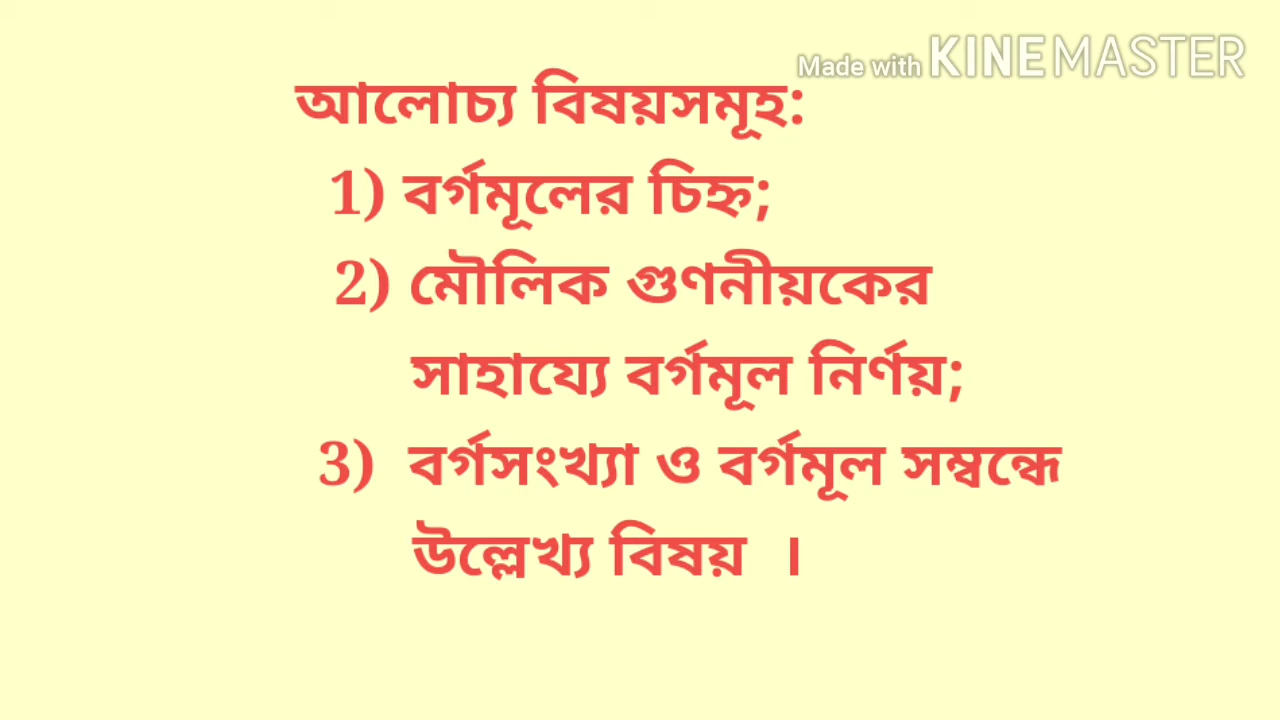 Made with KINEMASTER
আলোচ্য বিষয়সমূহ:
1) বর্গমূলের চিহ্ন;
2) মৌলিক গুণনীয়কের
সাহায্যে বর্গমূল নির্ণয়;
3) বর্গসংখ্যা ও বর্গমূল সম্বন্ধে
উল্লেখ্য বিষয় ।